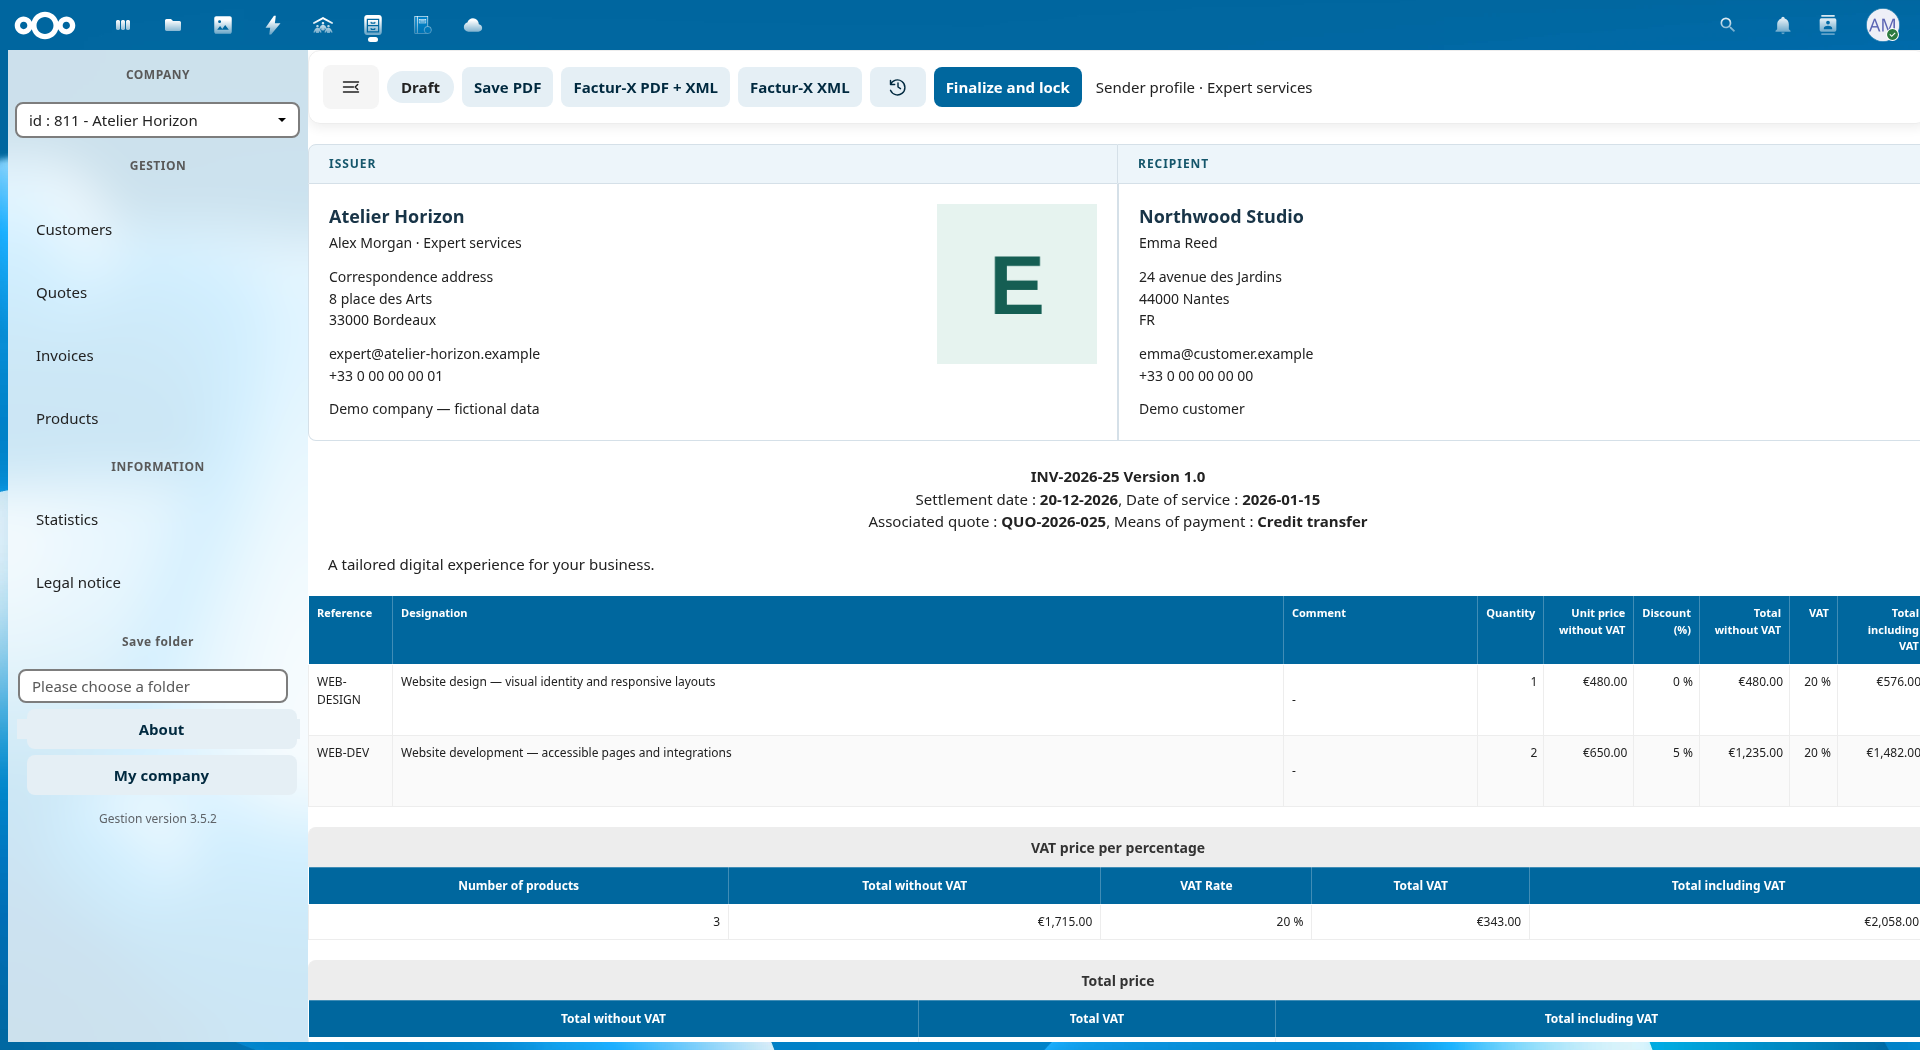 AM
COMPANY
id : 811 - Atelier Horizon
GESTION
Customers
Quotes
Invoices
Products
INFORMATION
Statistics
Legal notice
Save folder
Please choose a folder
About
My company
Gestion version 3.5.2
Draft
Save PDF
Factur-X PDF + XML
Factur-X XML
Finalize and lock
Sender profile · Expert services
ISSUER
Atelier Horizon
Alex Morgan · Expert services
Correspondence address
8 place des Arts
33000 Bordeaux
expert@atelier-horizon.example
+33 0 00 00 00 01
Demo company — fictional data
E
RECIPIENT
Northwood Studio
Emma Reed
24 avenue des Jardins
44000 Nantes
FR
emma@customer.example
+33 0 00 00 00 00
Demo customer
INV-2026-25 Version 1.0
Settlement date : 20-12-2026, Date of service : 2026-01-15
Associated quote : QUO-2026-025, Means of payment : Credit transfer
A tailored digital experience for your business.
Reference Designation Comment Quantity Unit price without VAT Discount (%) Total without VAT VAT Total including VAT
WEB-DESIGN Website design — visual identity and responsive layouts - 1 €480.00 0 % €480.00 20 % €576.00
WEB-DEV Website development — accessible pages and integrations - 2 €650.00 5 % €1,235.00 20 % €1,482.00
VAT price per percentage
Number of products Total without VAT VAT Rate Total VAT Total including VAT
3 €1,715.00 20 % €343.00 €2,058.00
Total price
Total without VAT Total VAT Total including VAT